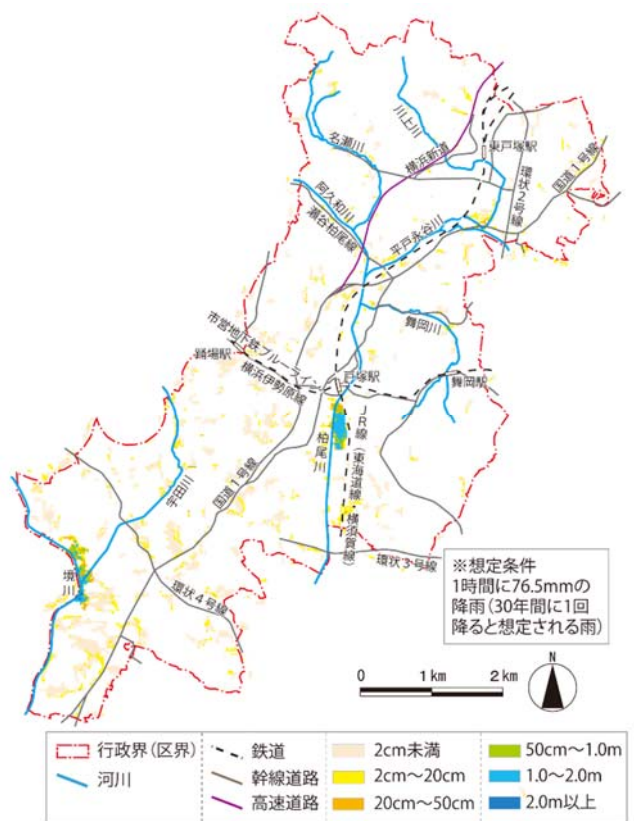 川上川
名瀬川
横浜新道
東戸塚駅
環状2号線
国道1号線
阿久和川
瀬谷柏尾線
平戸永谷川
舞岡川
市営地下鉄ブルーライン
踊場駅
横浜伊勢原線
戸塚駅
舞岡駅
JR線(東海道線・横須賀線)
柏尾川
国道1号線
宇田川
境川
環状3号線
環状4号線
※想定条件
1時間に76.5mmの
降雨(30年間に1回
降ると想定される雨)
N
0 1 km 2 km
行政界(区界)
河川
鉄道
幹線道路
高速道路
2cm未満
2cm～20cm
20cm～50cm
50cm～1.0m
1.0～2.0m
2.0m以上